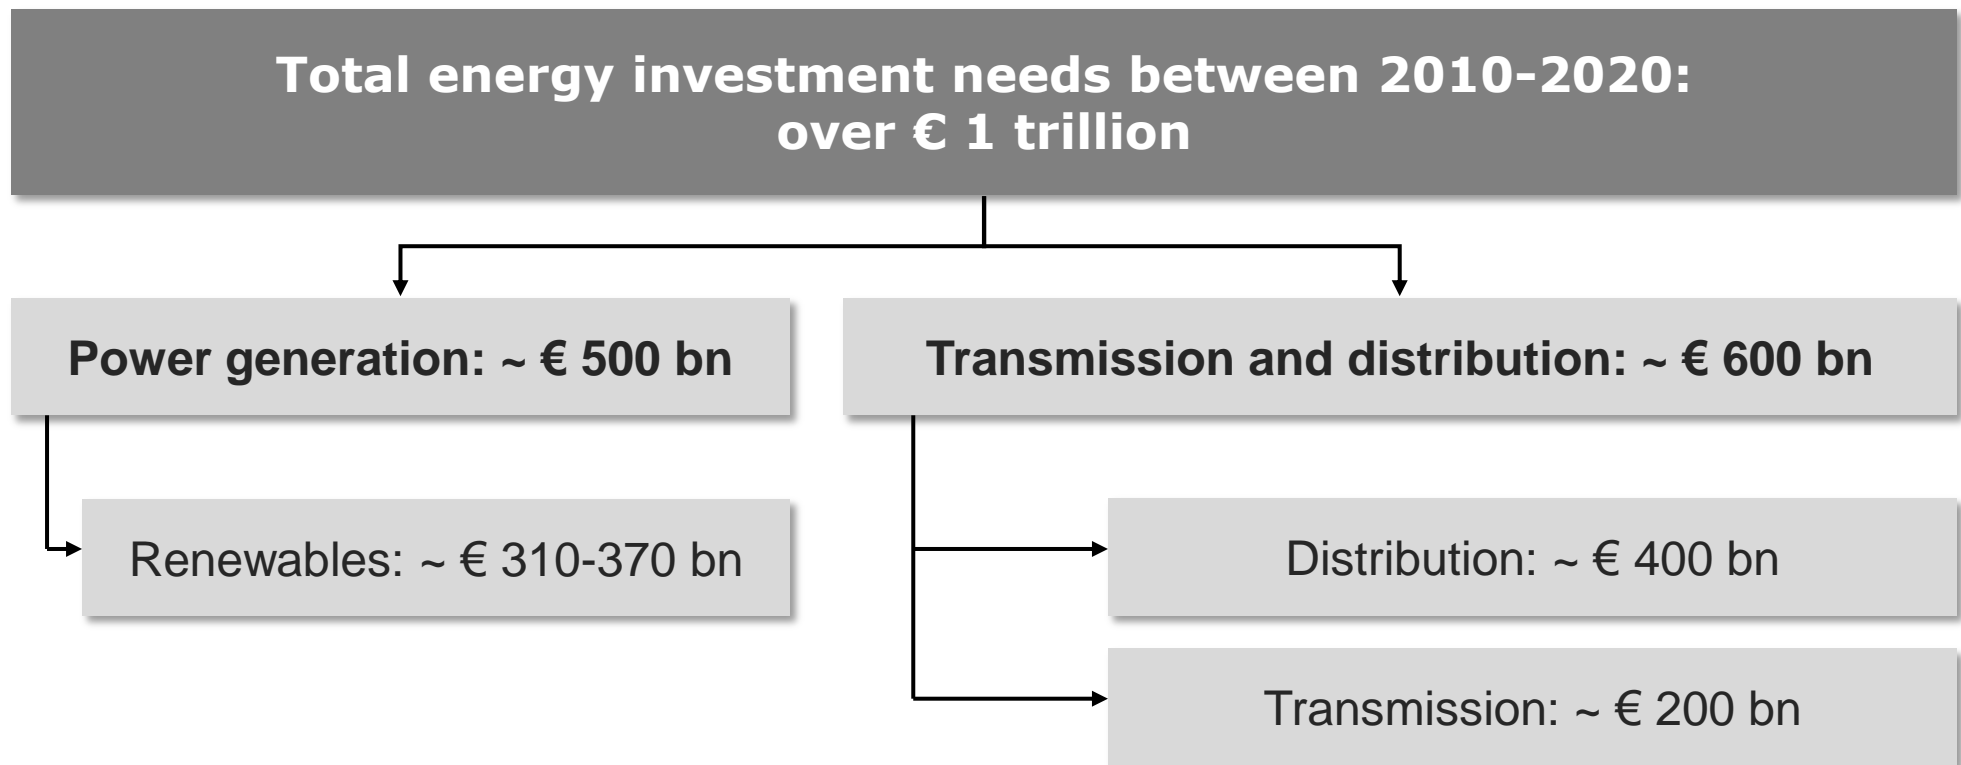 Total energy investment needs between 2010-2020:
over € 1 trillion
Power generation: ~ € 500 bn
Transmission and distribution: ~ € 600 bn
Renewables: ~ € 310-370 bn
Distribution: ~ € 400 bn
Transmission: ~ € 200 bn